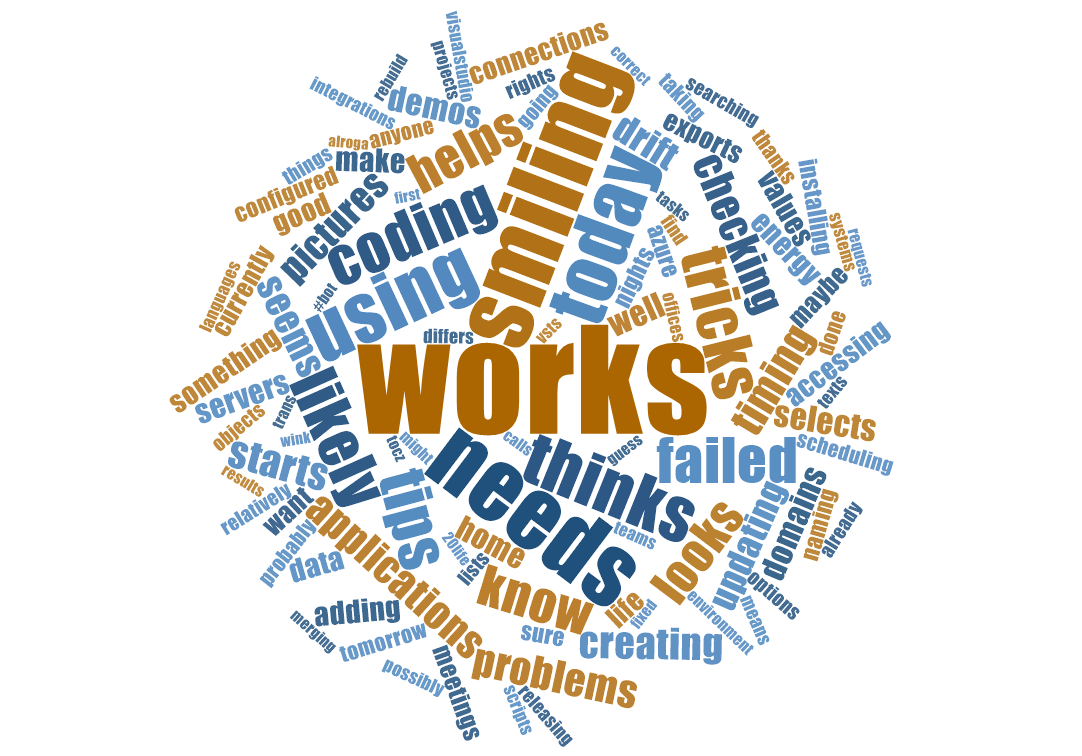 visualstudio
projects
connections
correct
rebuild
rights
integrations
demos
going
taking
searching
smiling
anyone
alroga
helps
drift
exports
thanks
things
make
today
checking
values
installing
configured
first
tasks
good
pictures
coding
find
energy
systems
requests
azure
languages
currently
#bot
using
nights
tricks
maybe
seems
offices
well
differs
vsts
works
done
something
timing
accessing
servers
likely
texts
objects
trans
selects
wink
tocz
might
calls
guess
failed
scheduling
starts
thinks
needs
results
relatively
want
tips
applications
looks
updating
domains
naming
already
teams
home
20life
lists
probably
data
know
life
fixed
options
means
environment
adding
merging
tomorrow
sure
creating
possibly
meetings
problems
scripts
releasing